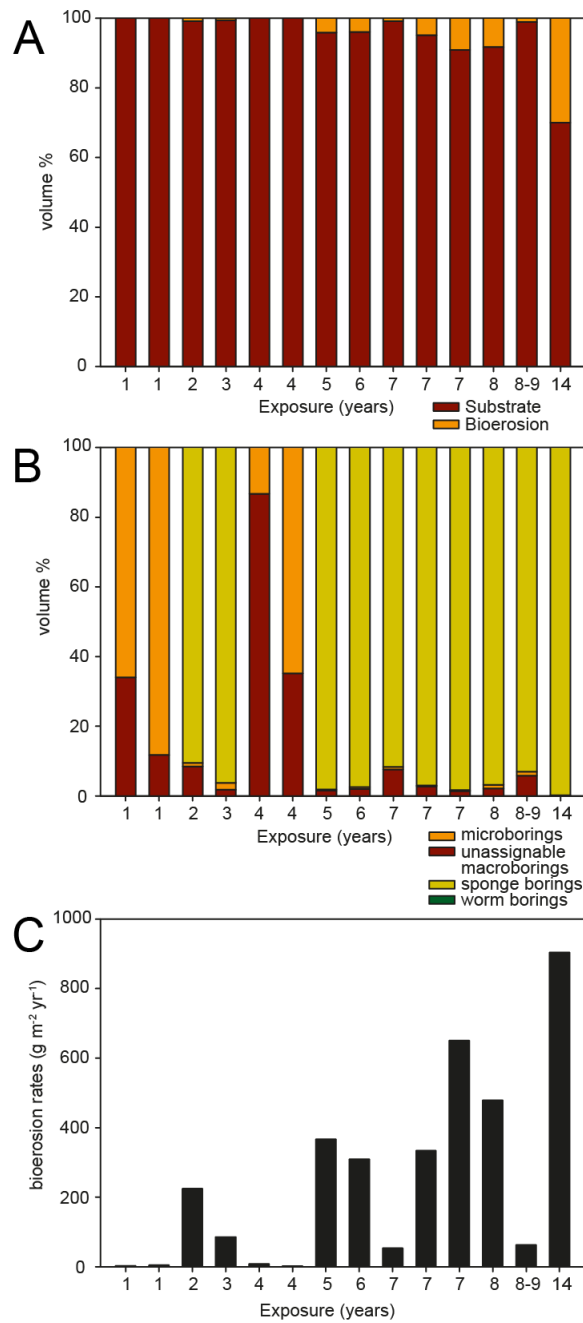 A
100
80
60
40
20
0
volume %
1 1 2 3 4 4 5 6 7 7 7 8 8-9 14
Exposure (years)
Substrate
Bioerosion
B
100
80
60
40
20
0
volume %
1 1 2 3 4 4 5 6 7 7 7 8 8-9 14
Exposure (years)
microborings
unassignable
macroborings
sponge borings
worm borings
C
1000
800
600
400
200
0
bioerosion rates (g m⁻² yr⁻¹)
1 1 2 3 4 4 5 6 7 7 7 8 8-9 14
Exposure (years)